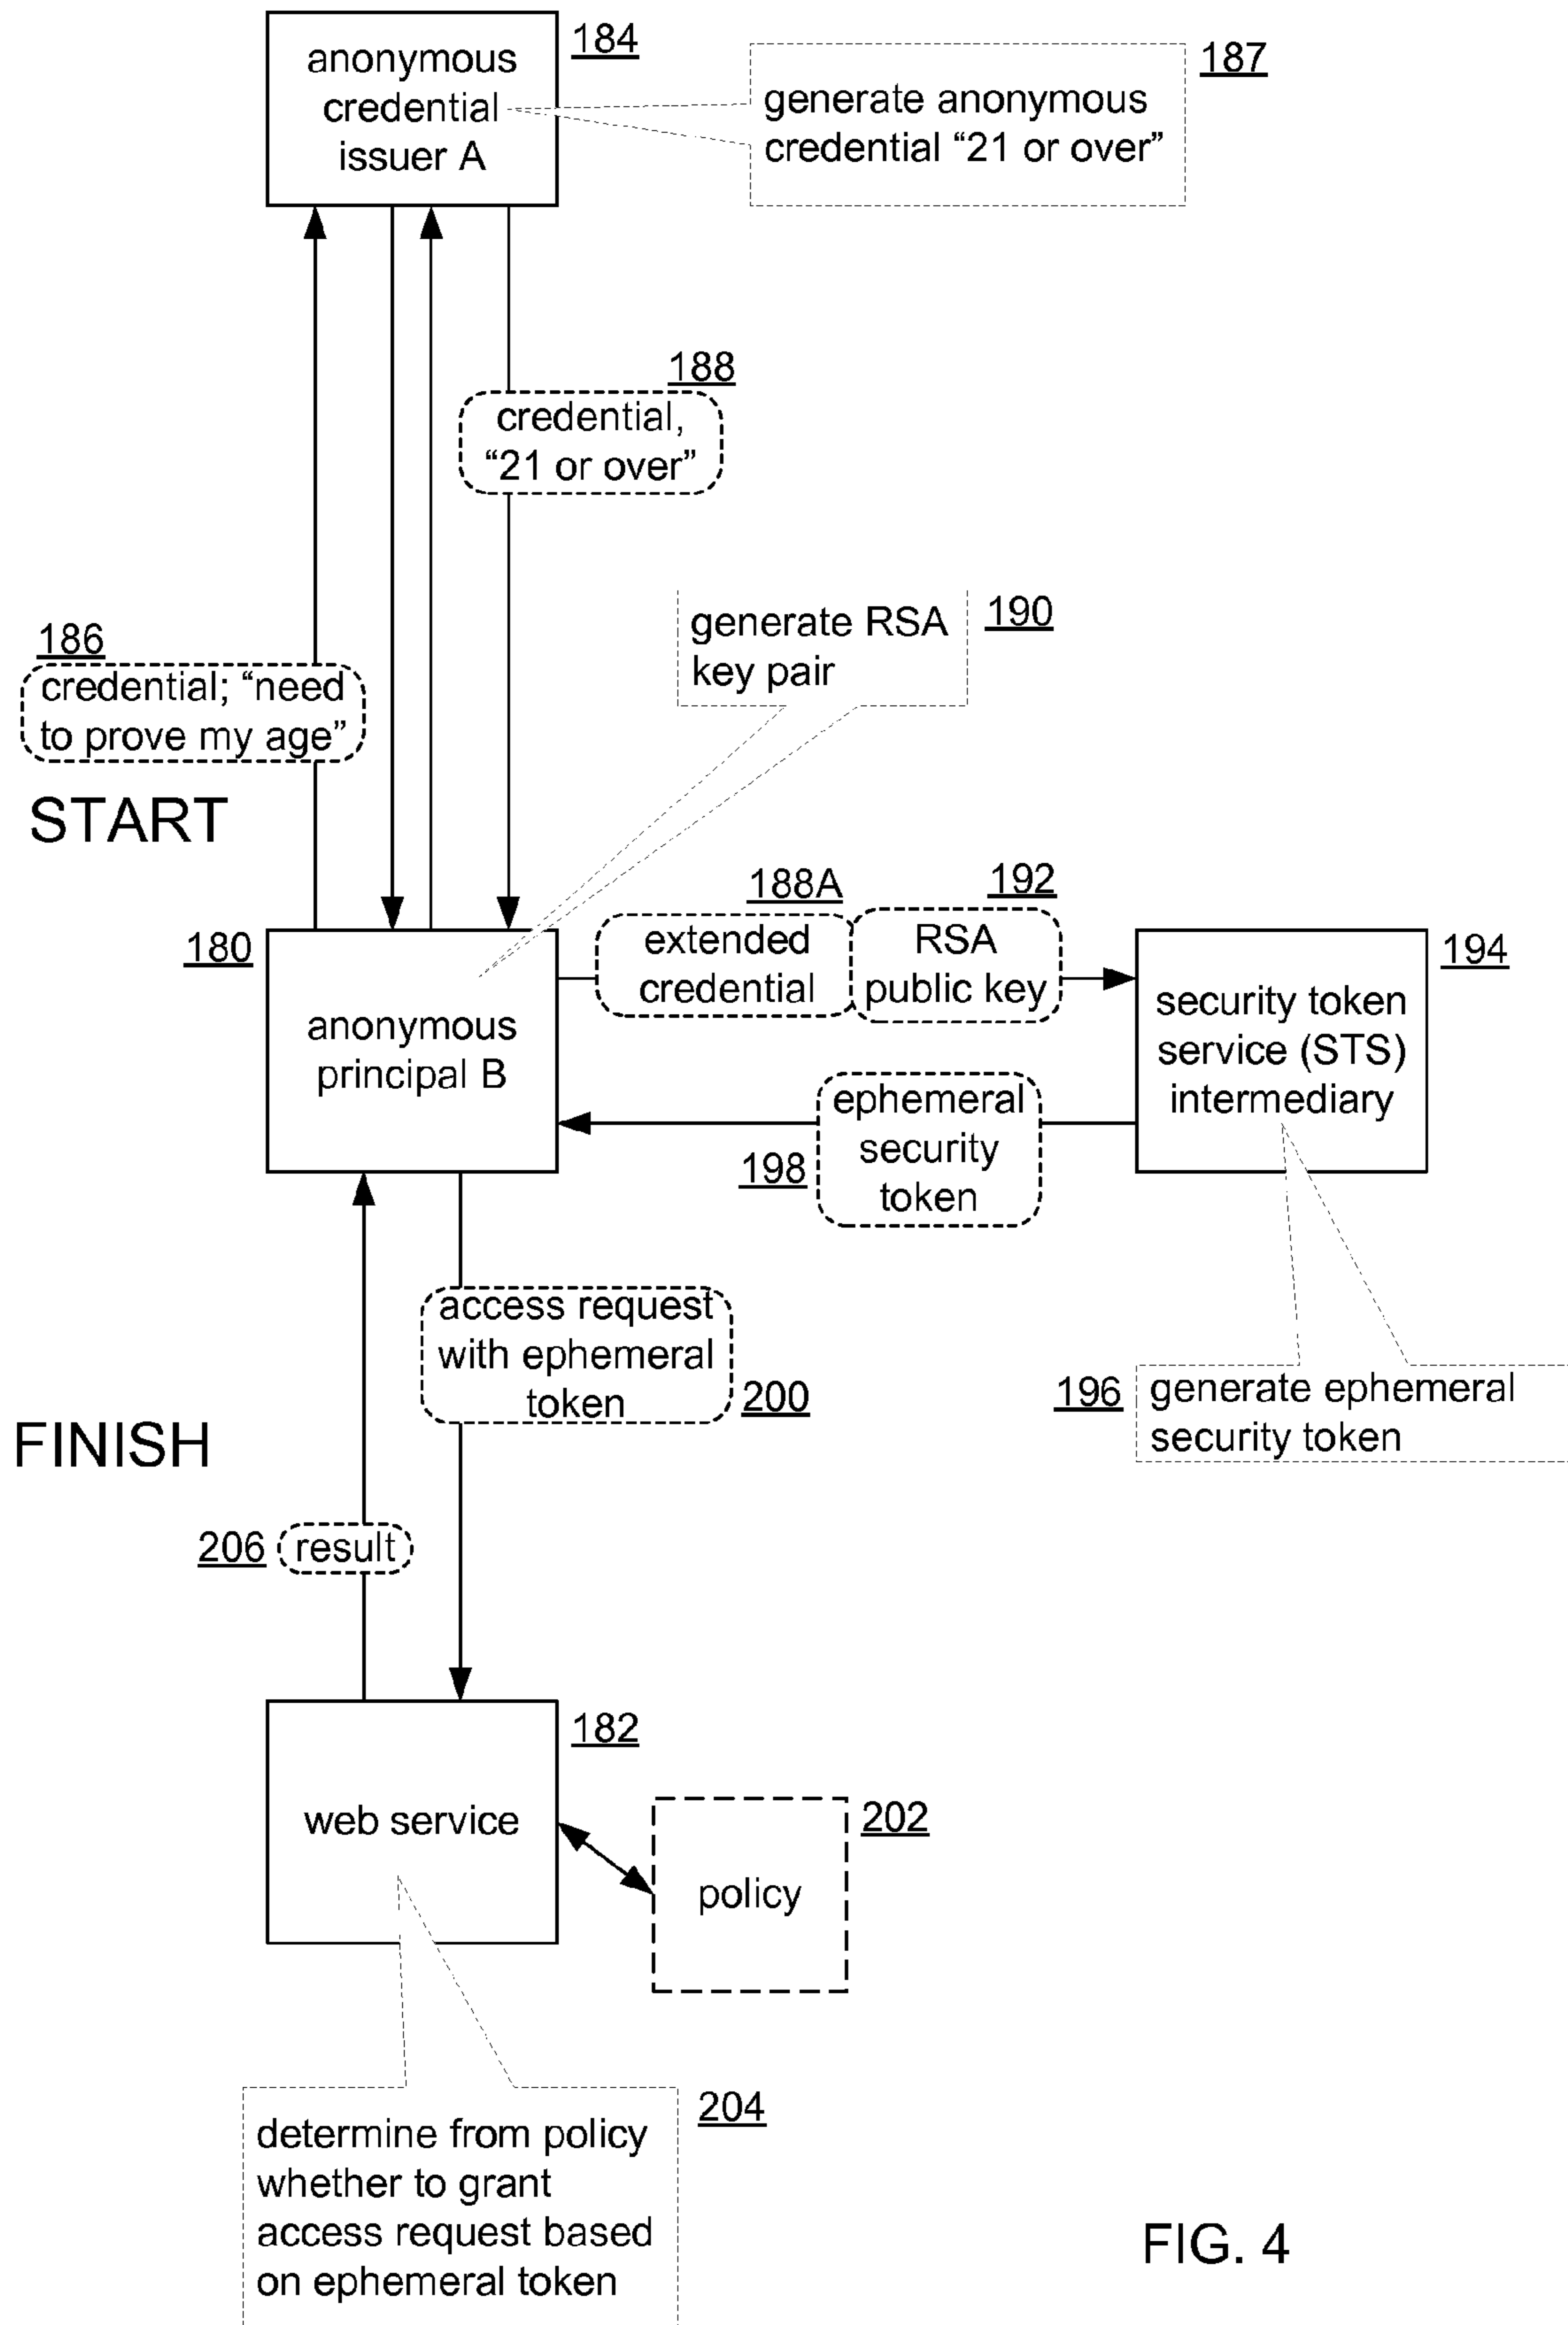 anonymous
credential
issuer A
184
187
generate anonymous
credential “21 or over”
188
credential,
“21 or over”
186
credential; “need
to prove my age”
START
190
generate RSA
key pair
180
anonymous
principal B
188A
extended
credential
192
RSA
public key
194
security token
service (STS)
intermediary
198
ephemeral
security
token
196
generate ephemeral
security token
access request
with ephemeral
token
200
FINISH
206
result
182
web service
202
policy
204
determine from policy
whether to grant
access request based
on ephemeral token
FIG. 4